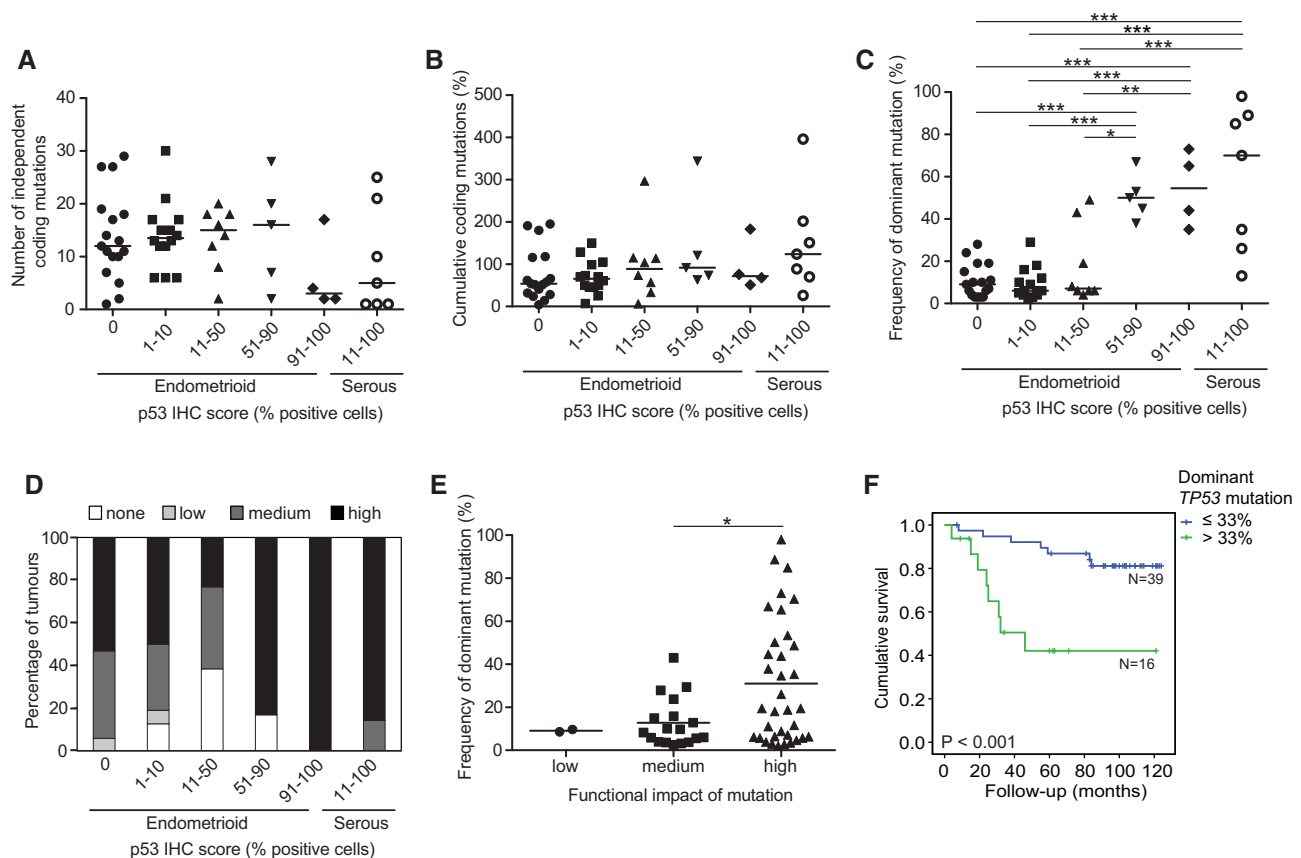 A
Number of independent
coding mutations
40
30
20
10
0
0
1-10
11-50
51-90
91-100
11-100
Endometrioid
Serous
p53 IHC score (% positive cells)
B
Cumulative coding mutations (%)
500
400
300
200
100
0
0
1-10
11-50
51-90
91-100
11-100
Endometrioid
Serous
p53 IHC score (% positive cells)
C
Frequency of dominant mutation (%)
***
***
***
***
***
**
***
***
*
100
80
60
40
20
0
0
1-10
11-50
51-90
91-100
11-100
Endometrioid
Serous
p53 IHC score (% positive cells)
D
none low medium high
Percentage of tumours
100
80
60
40
20
0
0
1-10
11-50
51-90
91-100
11-100
Endometrioid
Serous
p53 IHC score (% positive cells)
E
Frequency of dominant mutation (%)
*
100
80
60
40
20
0
low
medium
high
Functional impact of mutation
F
Dominant
TP53 mutation
≤ 33%
> 33%
Cumulative survival
1.0
0.8
0.6
0.4
0.2
0.0
N=39
N=16
P < 0.001
0 20 40 60 80 100 120
Follow-up (months)